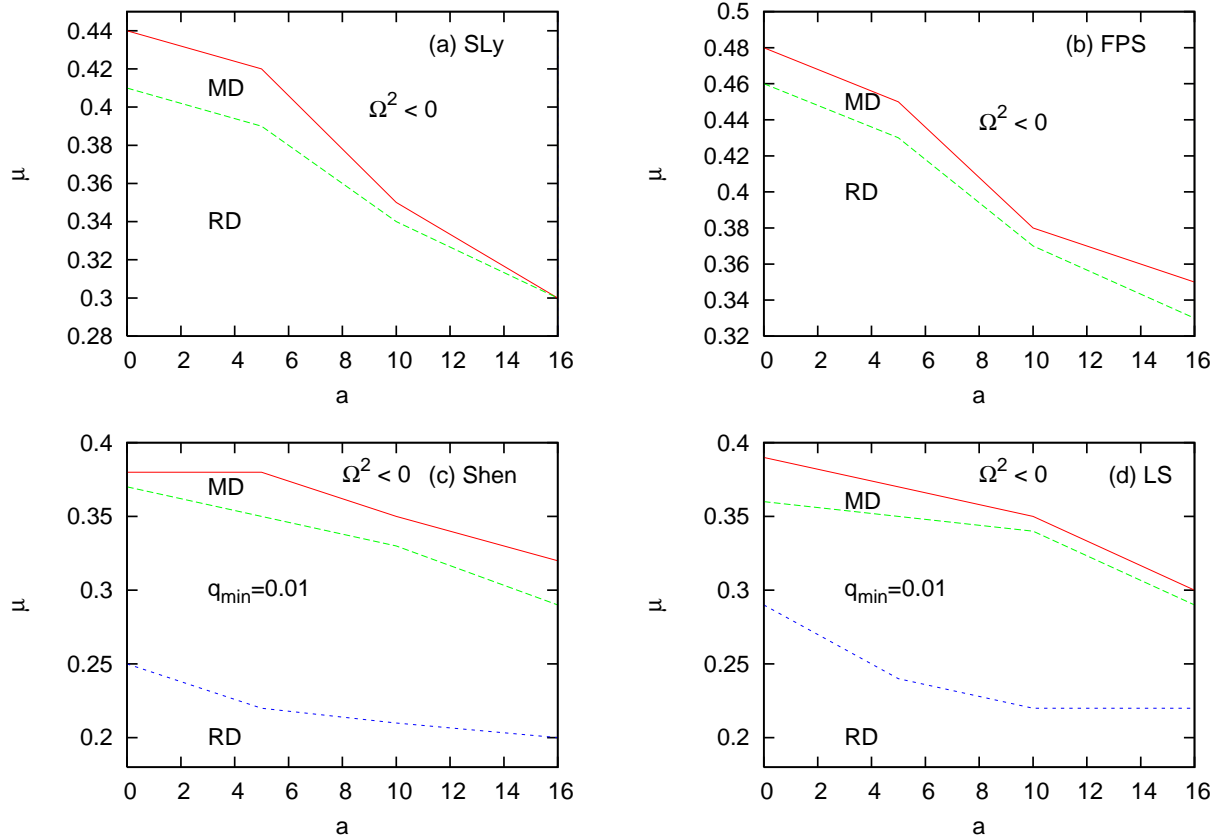 0.44
0.42
0.4
0.38
0.36
0.34
0.32
0.3
0.28
μ
(a) SLy
MD
Ω² < 0
RD
0 2 4 6 8 10 12 14 16
a
0.5
0.48
0.46
0.44
0.42
0.4
0.38
0.36
0.34
0.32
μ
(b) FPS
MD
Ω² < 0
RD
0 2 4 6 8 10 12 14 16
a
0.4
0.35
0.3
0.25
0.2
μ
Ω² < 0 (c) Shen
MD
qmin=0.01
RD
0 2 4 6 8 10 12 14 16
a
0.4
0.35
0.3
0.25
0.2
μ
Ω² < 0 (d) LS
MD
qmin=0.01
RD
0 2 4 6 8 10 12 14 16
a